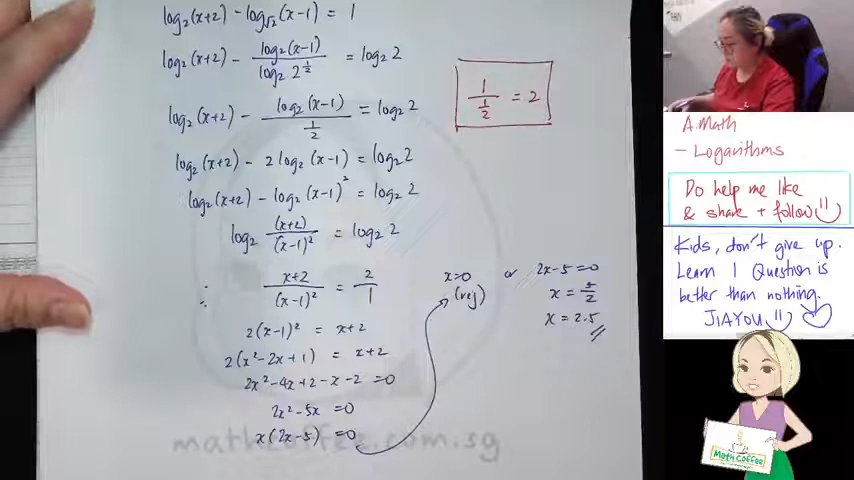 log₂(x+2) - log√2(x-1) = 1
log₂(x+2) - log₂(x-1)/log₂ 2^½ = log₂ 2
log₂(x+2) - log₂(x-1)/½ = log₂ 2
log₂(x+2) - 2log₂(x-1) = log₂ 2
log₂(x+2) - log₂(x-1)² = log₂ 2
log₂ (x+2)/(x-1)² = log₂ 2
∴ x+2/(x-1)² = 2/1
2(x-1)² = x+2
2(x²-2x+1) = x+2
2x²-4x+2-x-2 = 0
2x²-5x = 0
x(2x-5) = 0
1/½ = 2
x=0 or 2x-5=0
(rej) x = 5/2
x = 2.5
mathcoffee.com.sg
A.Math
- Logarithms
Do help me like
& share + follow
Kids, don't give up.
Learn 1 Question is
better than nothing.
JIAYOU
MathCoffee